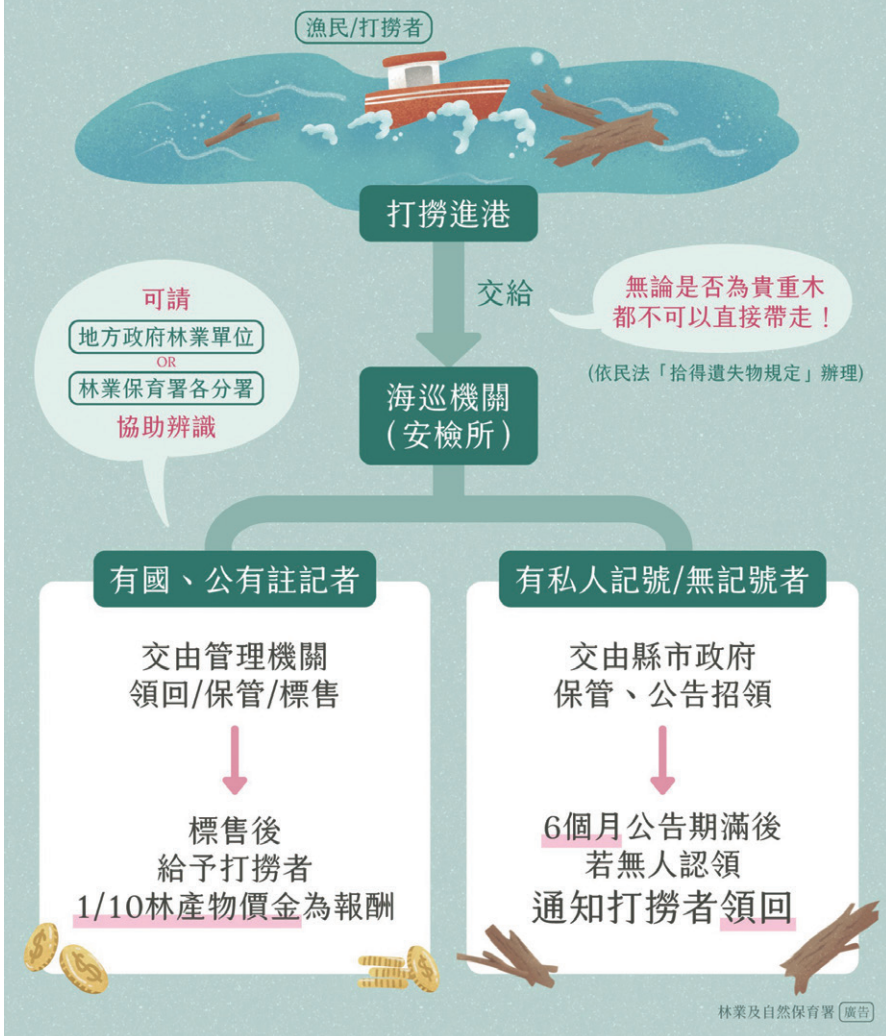 漁民/打撈者
打撈進港
交給
無論是否為貴重木
都不可以直接帶走！
(依民法「拾得遺失物規定」辦理)
可請
地方政府林業單位
OR
林業保育署各分署
協助辨識
海巡機關
(安檢所)
有國、公有註記者
交由管理機關
領回/保管/標售
標售後
給予打撈者
1/10林產物價金為報酬
有私人記號/無記號者
交由縣市政府
保管、公告招領
6個月公告期滿後
若無人認領
通知打撈者領回
林業及自然保育署 廣告